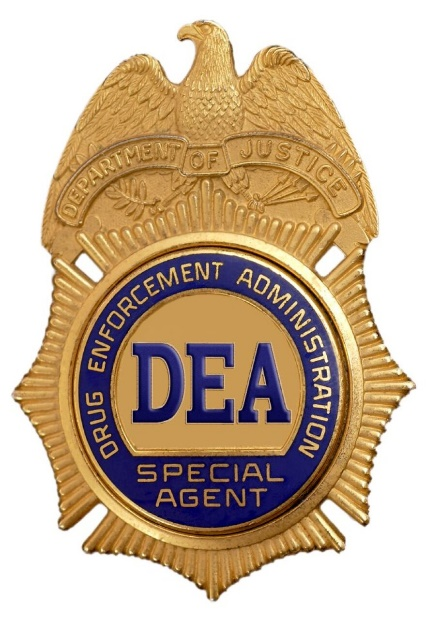 DEPARTMENT OF JUSTICE
DRUG ENFORCEMENT ADMINISTRATION
DEA
SPECIAL
AGENT